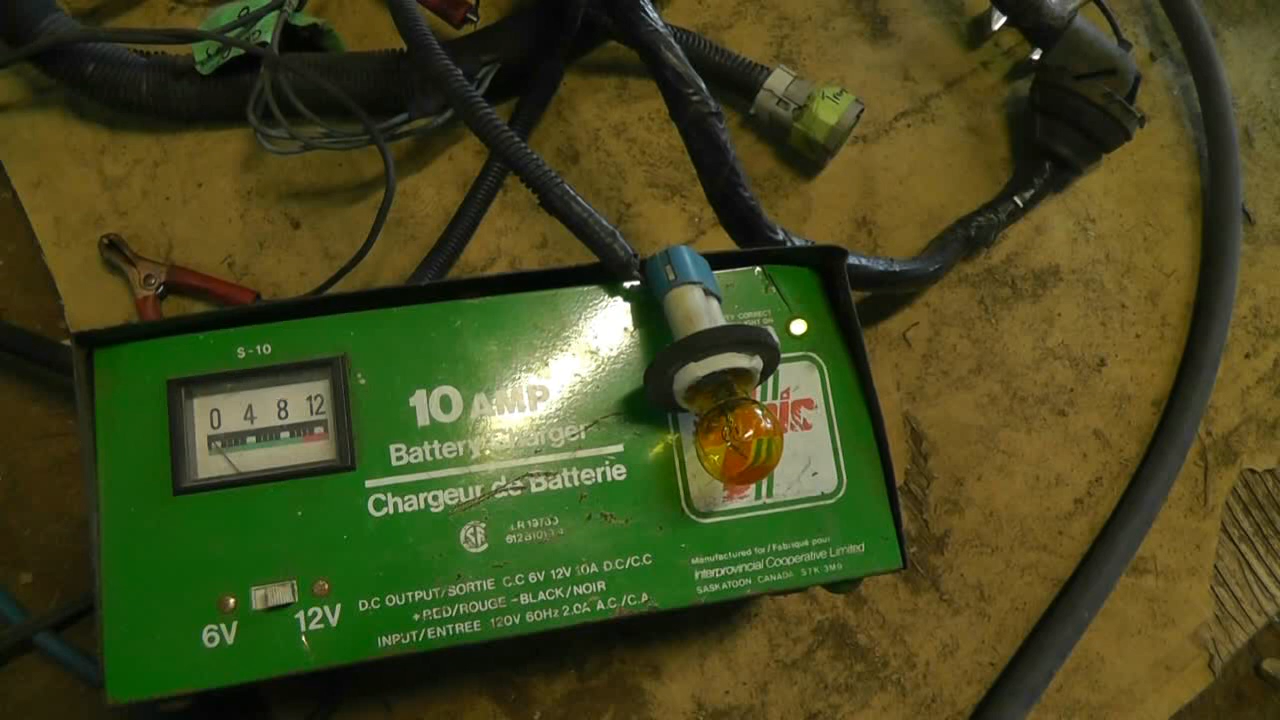 S-10
0 4 8 12
10 AMP
Battery Charger
Chargeur de Batterie
6V
12V
D.C OUTPUT/SORTIE C.C 6V 12V 10A D.C/C.C
+RED/ROUGE -BLACK/NOIR
INPUT/ENTREE 120V 60Hz 2.0A A.C./C.A.
CORRECT
ON
Manufactured for / Fabriqué pour
Interprovincial Cooperative Limited
SASKATOON CANADA S7K 3M9